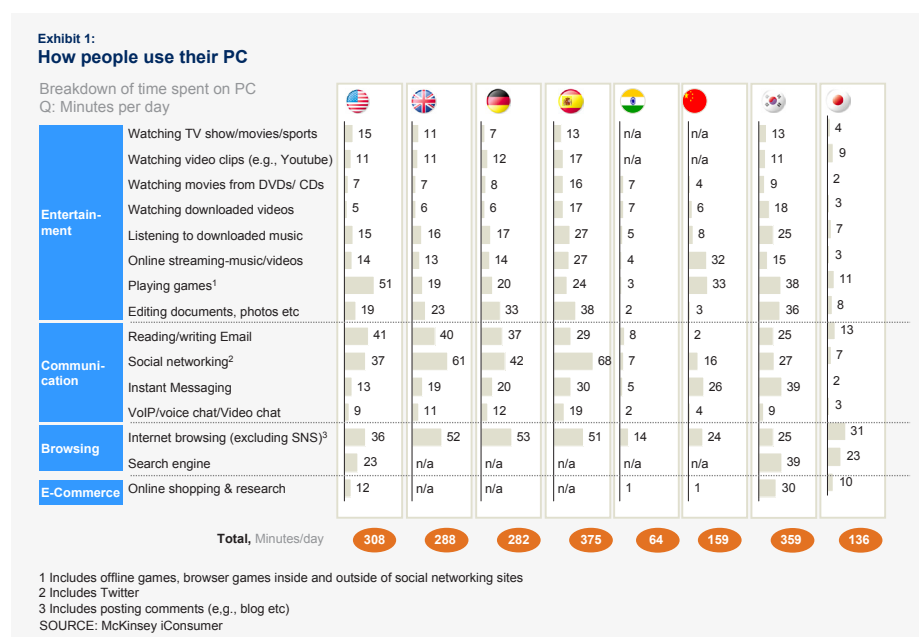 Exhibit 1:
How people use their PC
Breakdown of time spent on PC
Q: Minutes per day
Entertain-
ment
Watching TV show/movies/sports 15 11 7 13 n/a n/a 13 4
Watching video clips (e.g., Youtube) 11 11 12 17 n/a n/a 11 9
Watching movies from DVDs/ CDs 7 7 8 16 7 4 9 2
Watching downloaded videos 5 6 6 17 7 6 18 3
Listening to downloaded music 15 16 17 27 5 8 25 7
Online streaming-music/videos 14 13 14 27 4 32 15 3
Playing games1 51 19 20 24 3 33 38 11
Editing documents, photos etc 19 23 33 38 2 3 36 8
Communi-
cation
Reading/writing Email 41 40 37 29 8 2 25 13
Social networking2 37 61 42 68 7 16 27 7
Instant Messaging 13 19 20 30 5 26 39 2
VoIP/voice chat/Video chat 9 11 12 19 2 4 9 3
Browsing
Internet browsing (excluding SNS)3 36 52 53 51 14 24 25 31
Search engine 23 n/a n/a n/a n/a n/a 39 23
E-Commerce
Online shopping & research 12 n/a n/a n/a 1 1 30 10
Total, Minutes/day 308 288 282 375 64 159 359 136
1 Includes offline games, browser games inside and outside of social networking sites
2 Includes Twitter
3 Includes posting comments (e,g., blog etc)
SOURCE: McKinsey iConsumer